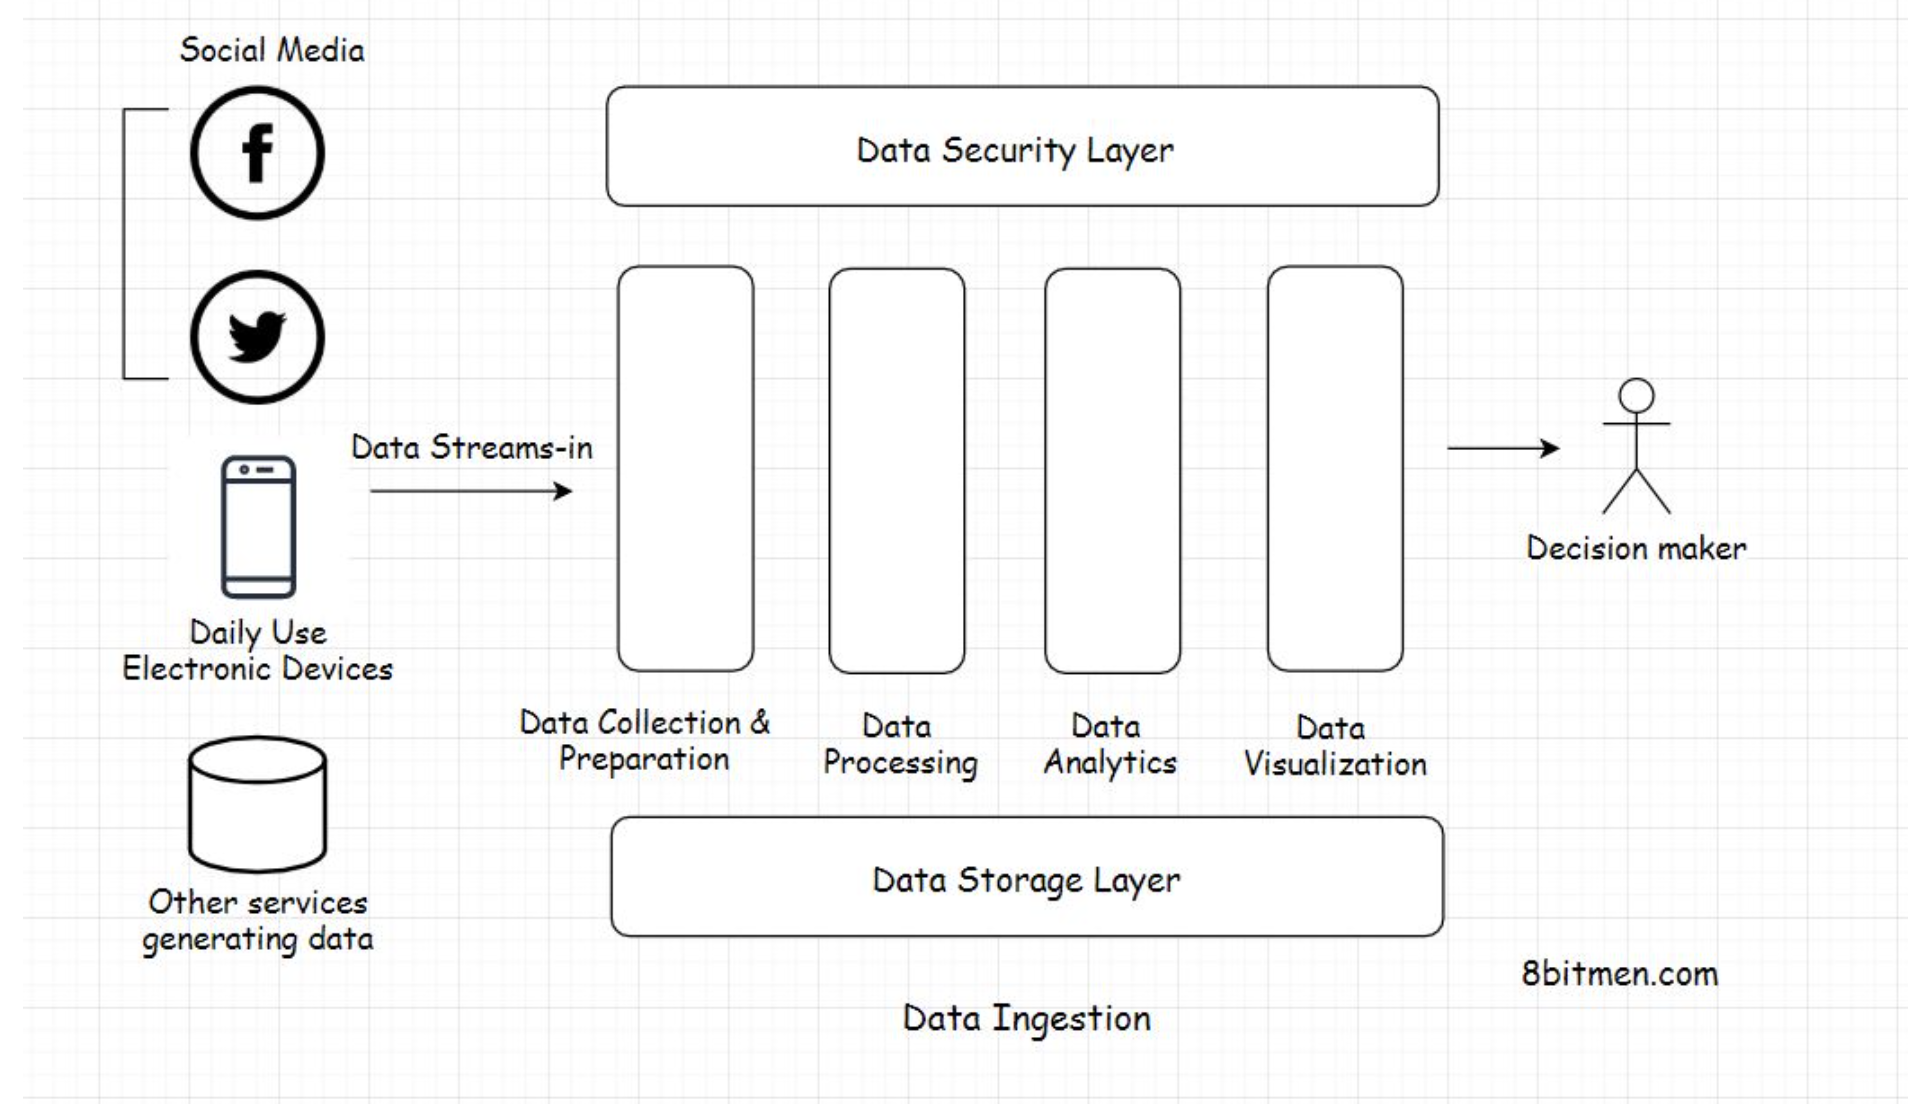 Social Media
Data Security Layer
Data Streams-in
Decision maker
Daily Use
Electronic Devices
Data Collection &
Preparation
Data
Processing
Data
Analytics
Data
Visualization
Data Storage Layer
Other services
generating data
8bitmen.com
Data Ingestion